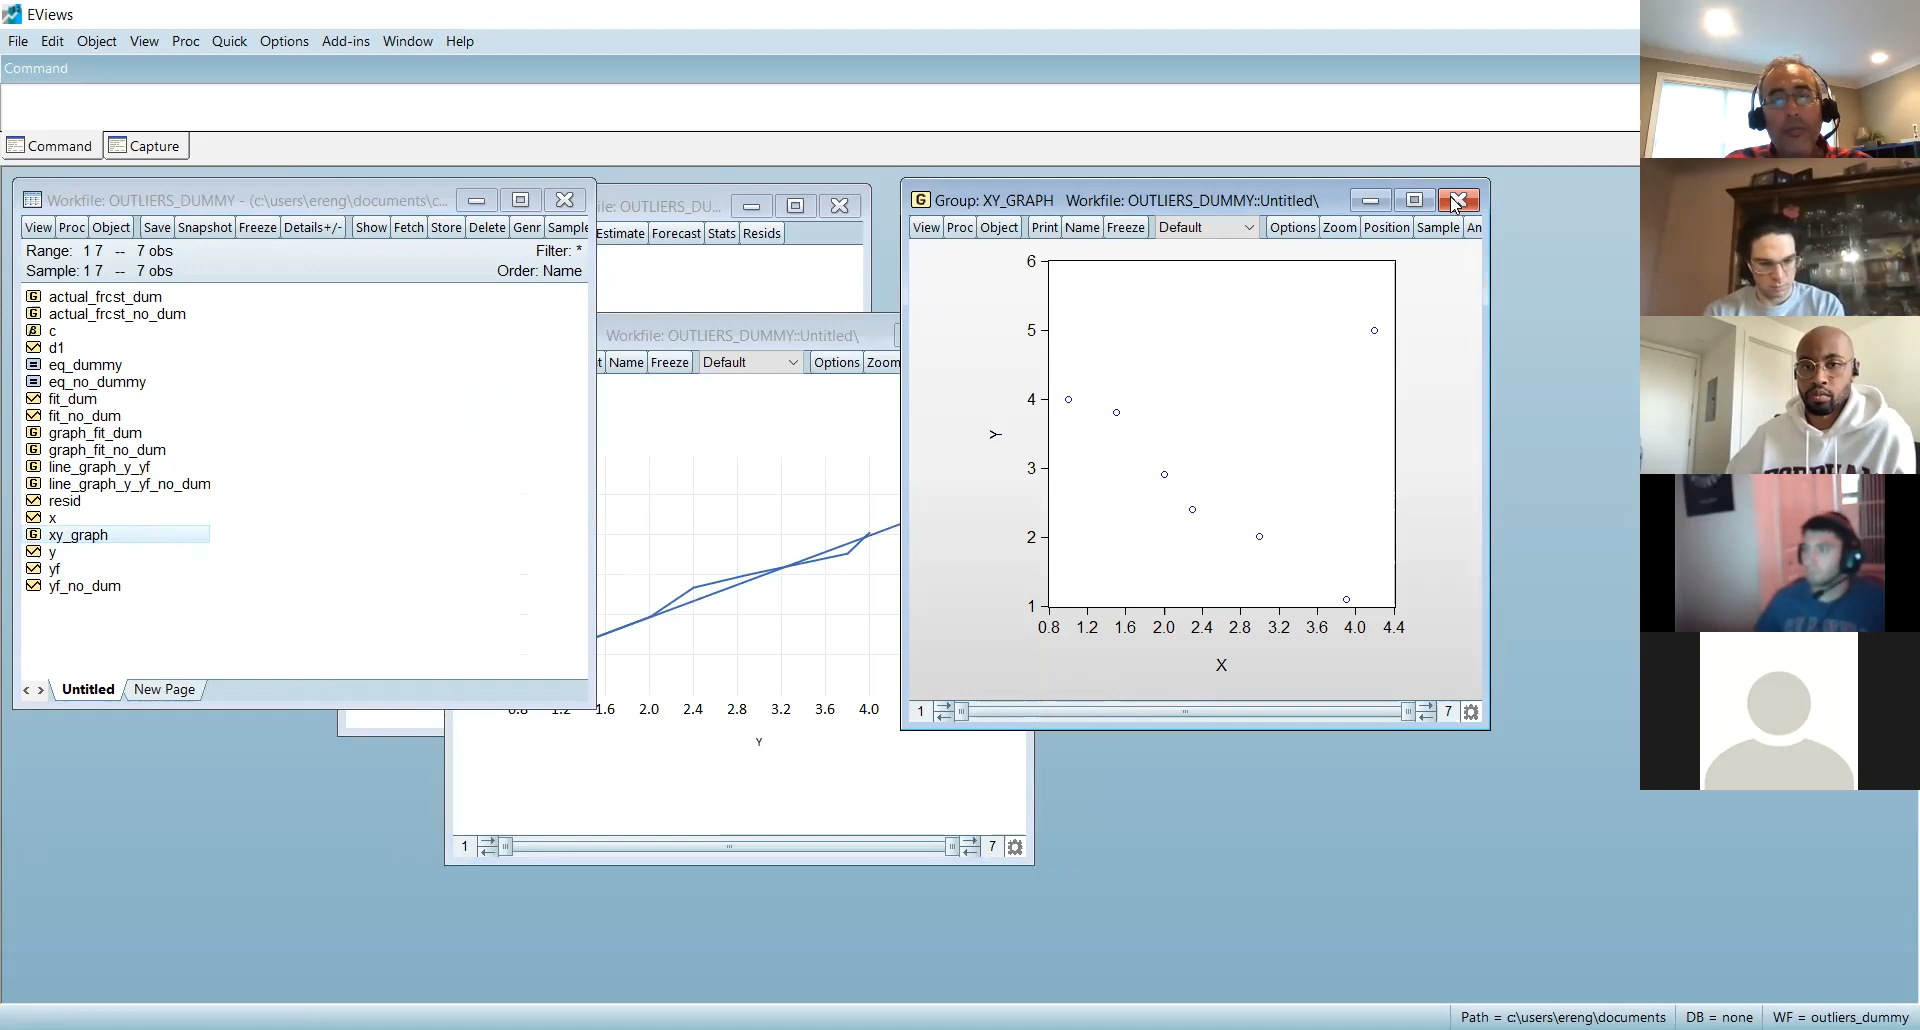 EViews
File Edit Object View Proc Quick Options Add-ins Window Help
Command
Command Capture
Workfile: OUTLIERS_DUMMY - (c:\users\ereng\documents\c...
View Proc Object Save Snapshot Freeze Details+/- Show Fetch Store Delete Genr Sample
Range: 1 7 -- 7 obs
Filter: *
Sample: 1 7 -- 7 obs
Order: Name
actual_frcst_dum
actual_frcst_no_dum
c
d1
eq_dummy
eq_no_dummy
fit_dum
fit_no_dum
graph_fit_dum
graph_fit_no_dum
line_graph_y_yf
line_graph_y_yf_no_dum
resid
x
xy_graph
y
yf
yf_no_dum
Untitled New Page
ile: OUTLIERS_DU...
Estimate Forecast Stats Resids
Workfile: OUTLIERS_DUMMY::Untitled\
t Name Freeze Default Options Zoom
0.8 1.2 1.6 2.0 2.4 2.8 3.2 3.6 4.0
Y
1 7
Group: XY_GRAPH Workfile: OUTLIERS_DUMMY::Untitled\
View Proc Object Print Name Freeze Default Options Zoom Position Sample An
6
5
4
3
2
1
Y
0.8 1.2 1.6 2.0 2.4 2.8 3.2 3.6 4.0 4.4
X
1 7
Path = c:\users\ereng\documents DB = none WF = outliers_dummy